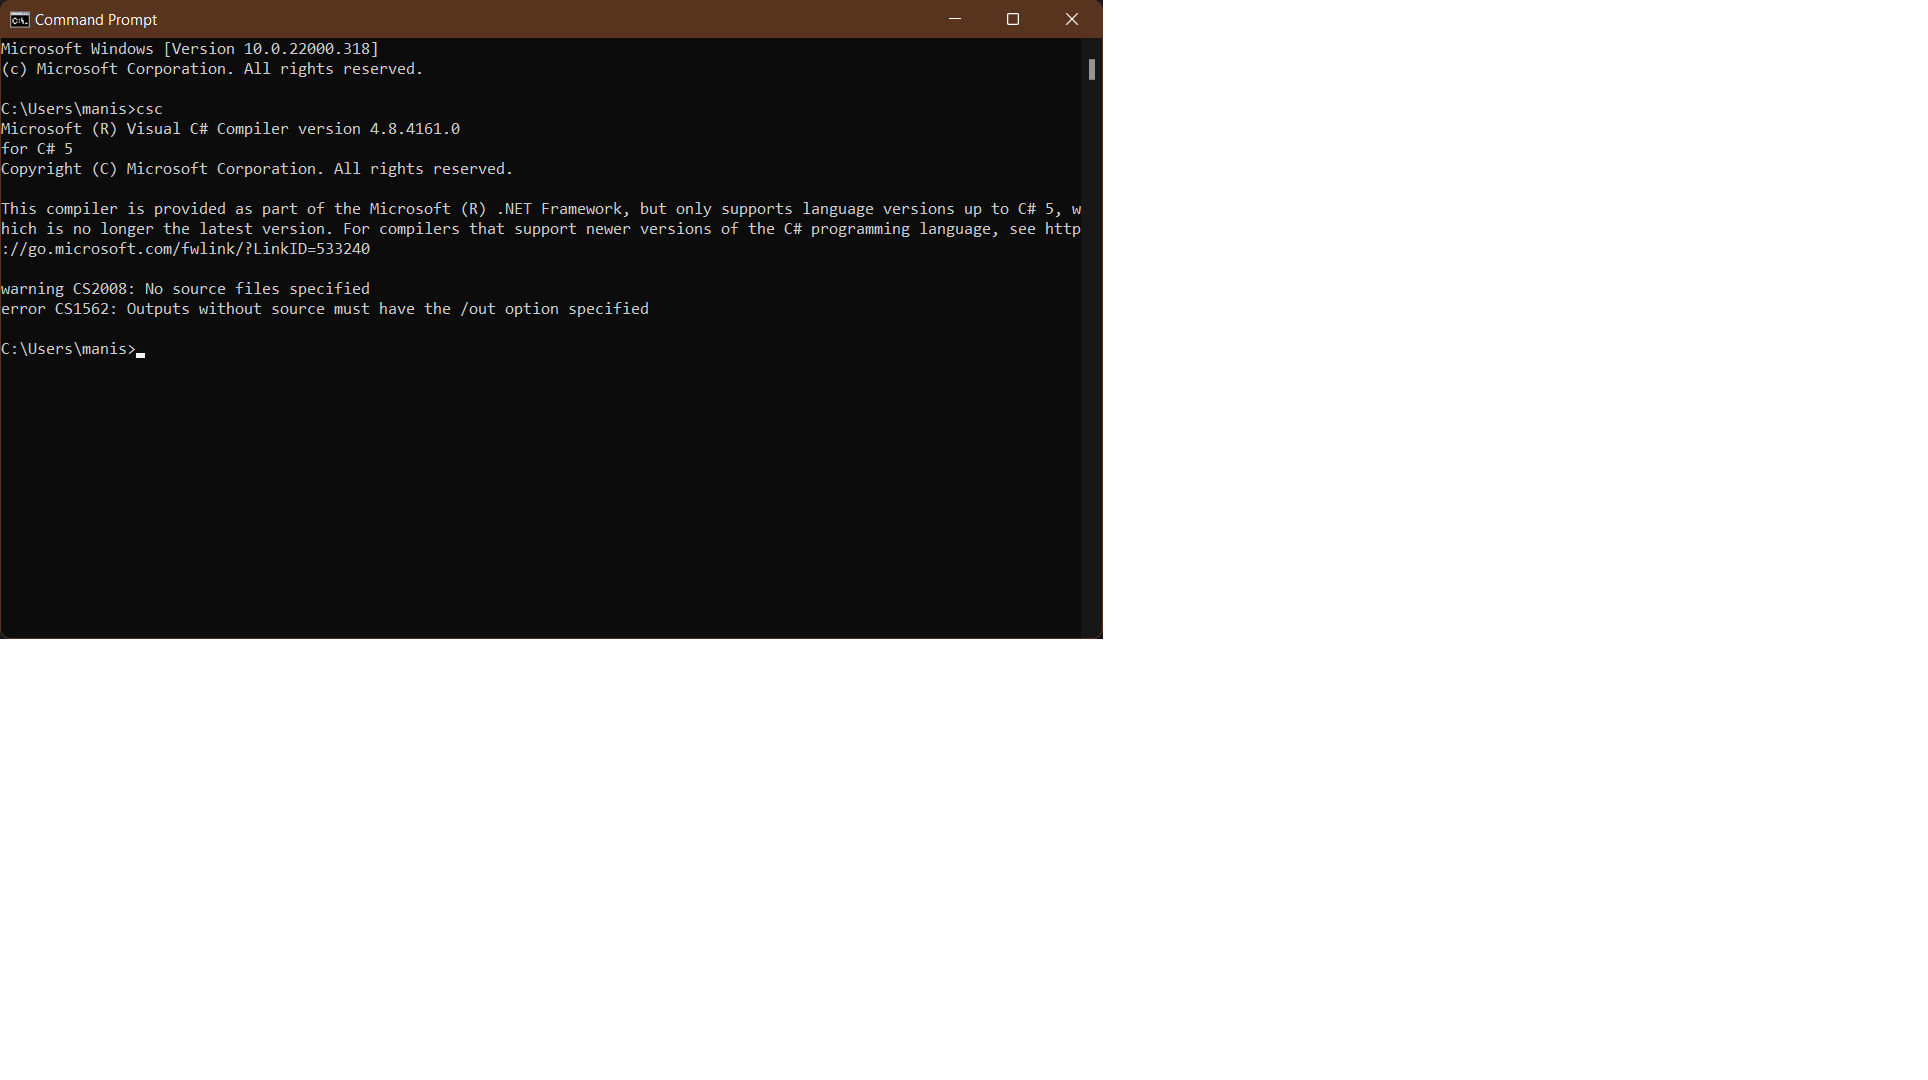 Command Prompt
Microsoft Windows [Version 10.0.22000.318]
(c) Microsoft Corporation. All rights reserved.
C:\Users\manis>csc
Microsoft (R) Visual C# Compiler version 4.8.4161.0
for C# 5
Copyright (C) Microsoft Corporation. All rights reserved.
This compiler is provided as part of the Microsoft (R) .NET Framework, but only supports language versions up to C# 5, w
hich is no longer the latest version. For compilers that support newer versions of the C# programming language, see http
://go.microsoft.com/fwlink/?LinkID=533240
warning CS2008: No source files specified
error CS1562: Outputs without source must have the /out option specified
C:\Users\manis>